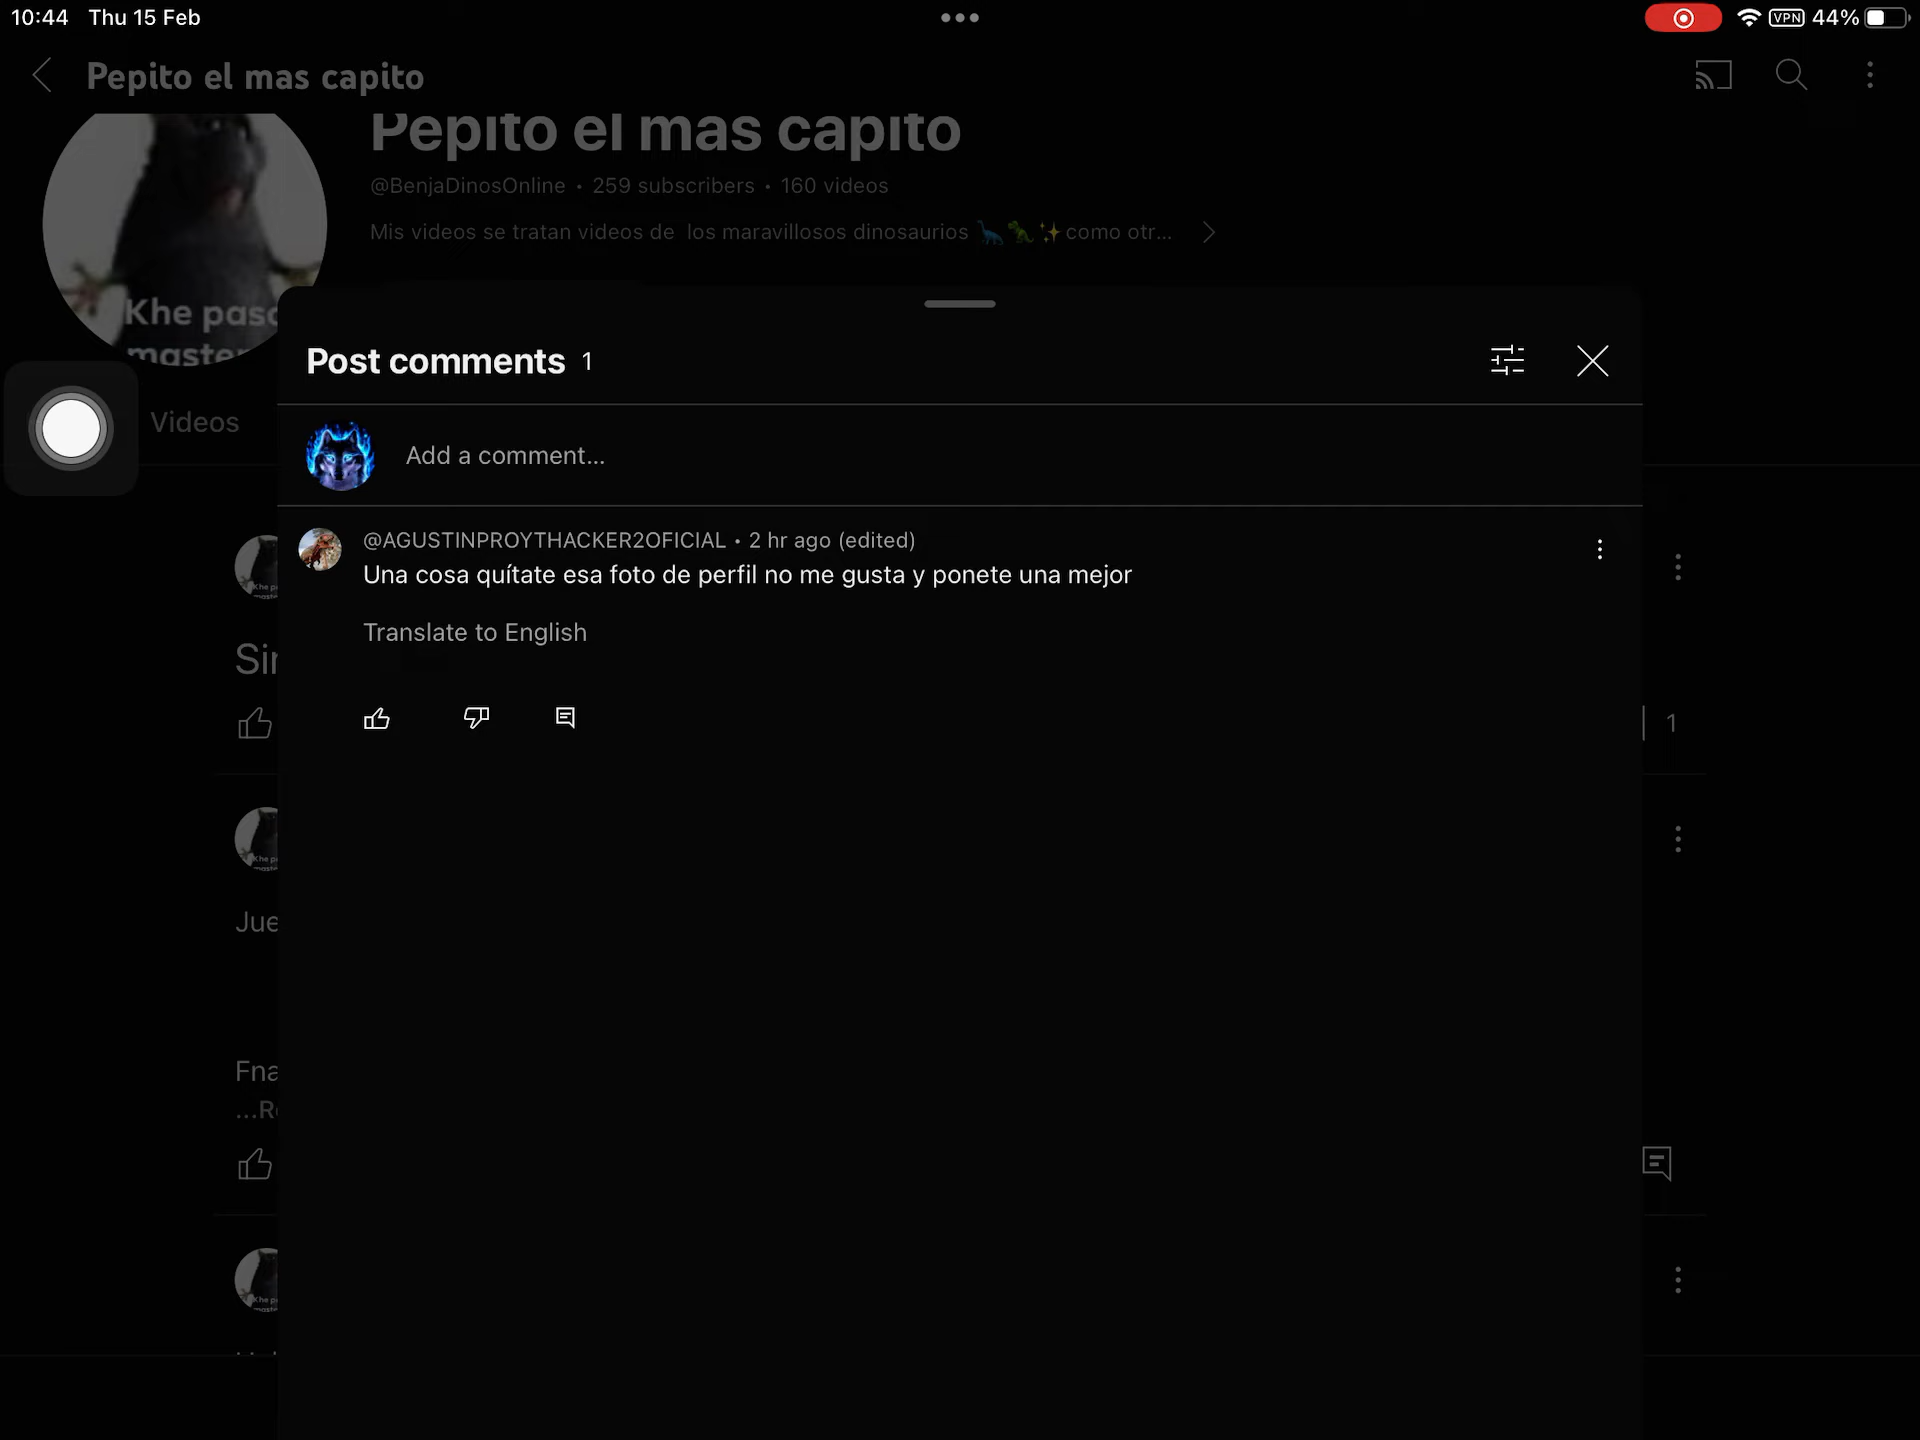 10:44 Thu 15 Feb
VPN 44%
Pepito el mas capito
Pepito el mas capito
@BenjaDinosOnline • 259 subscribers • 160 videos
Mis videos se tratan videos de los maravillosos dinosaurios 🦕🦖✨como otr...
Khe paso
master
Post comments 1
Videos
Add a comment...
@AGUSTINPROYTHACKER2OFICIAL • 2 hr ago (edited)
Una cosa quítate esa foto de perfil no me gusta y ponete una mejor
Translate to English
1
Jue
Fna